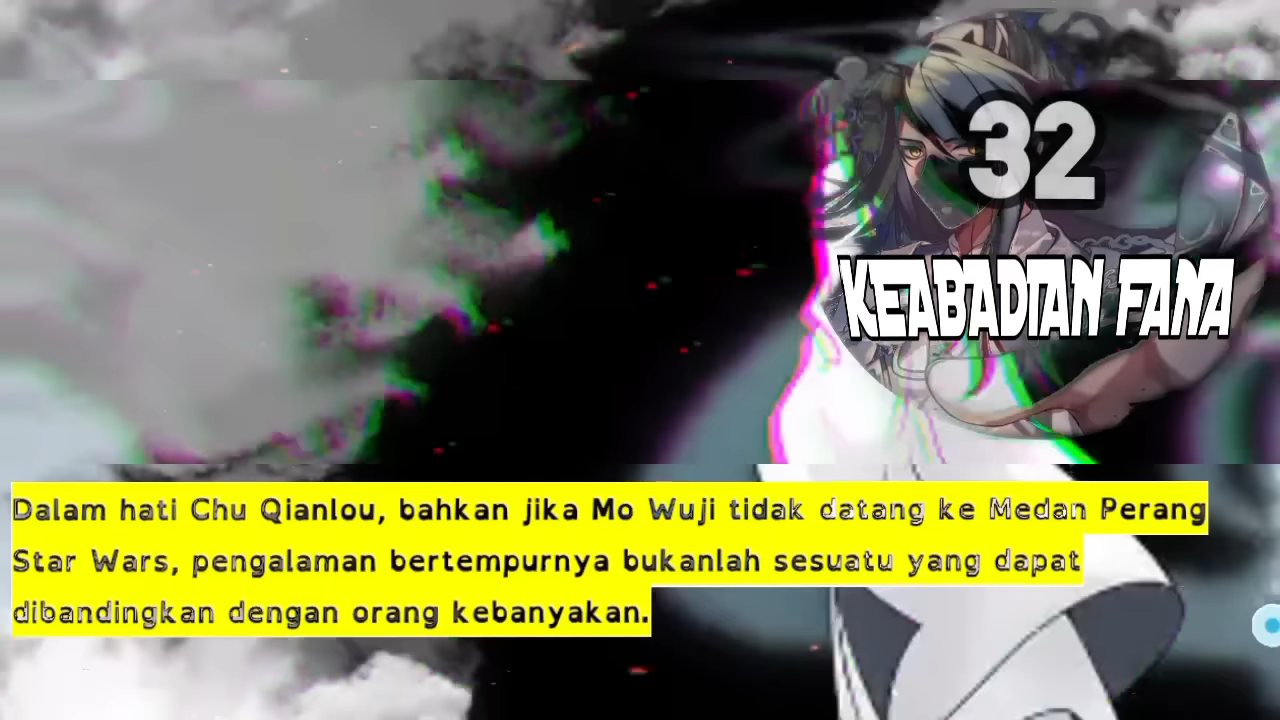 32
KEABADIAN FANA
Dalam hati Chu Qianlou, bahkan jika Mo Wuji tidak datang ke Medan Perang
Star Wars, pengalaman bertempurnya bukanlah sesuatu yang dapat
dibandingkan dengan orang kebanyakan.